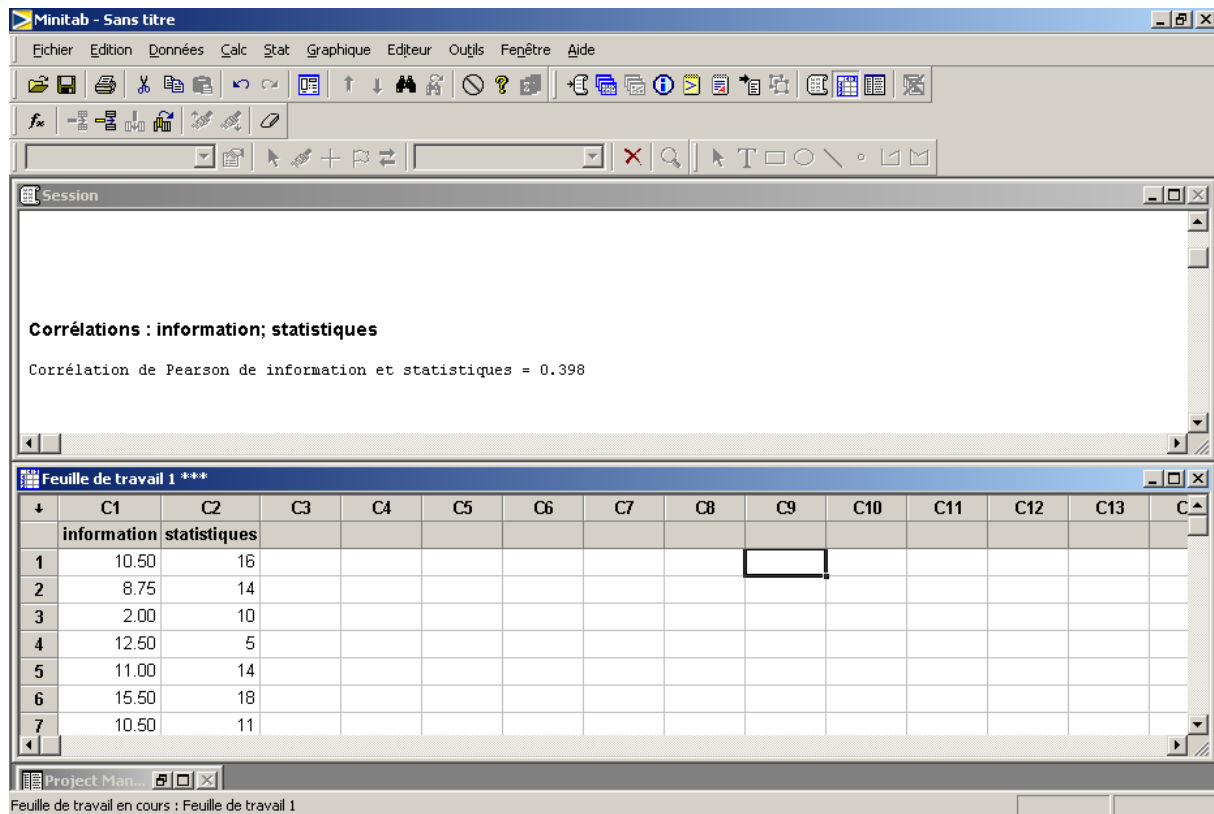 Minitab - Sans titre
Fichier Edition Données Calc Stat Graphique Editeur Outils Fenêtre Aide
Session
Corrélations : information; statistiques
Corrélation de Pearson de information et statistiques = 0.398
Feuille de travail 1 ***
C1 C2 C3 C4 C5 C6 C7 C8 C9 C10 C11 C12 C13 C
information statistiques
1 10.50 16
2 8.75 14
3 2.00 10
4 12.50 5
5 11.00 14
6 15.50 18
7 10.50 11
Project Man...
Feuille de travail en cours : Feuille de travail 1